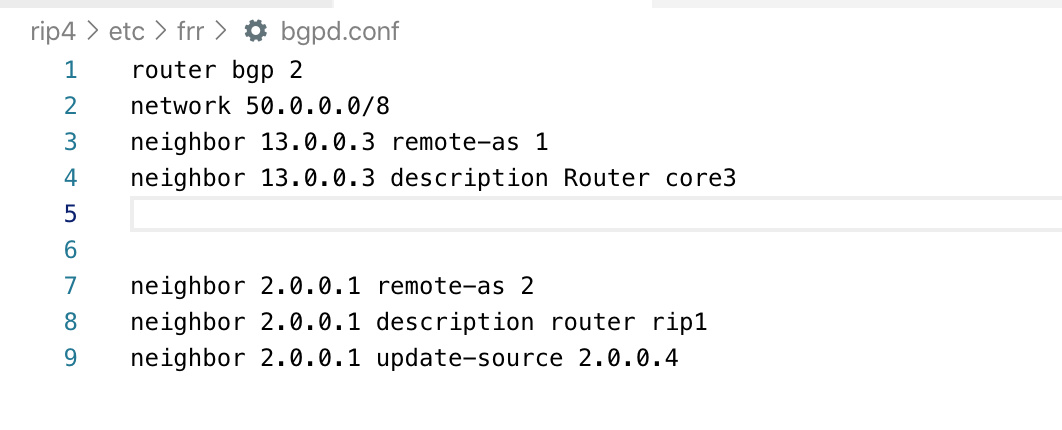 rip4 > etc > frr > bgpd.conf
1 router bgp 2
2 network 50.0.0.0/8
3 neighbor 13.0.0.3 remote-as 1
4 neighbor 13.0.0.3 description Router core3
5
6
7 neighbor 2.0.0.1 remote-as 2
8 neighbor 2.0.0.1 description router rip1
9 neighbor 2.0.0.1 update-source 2.0.0.4